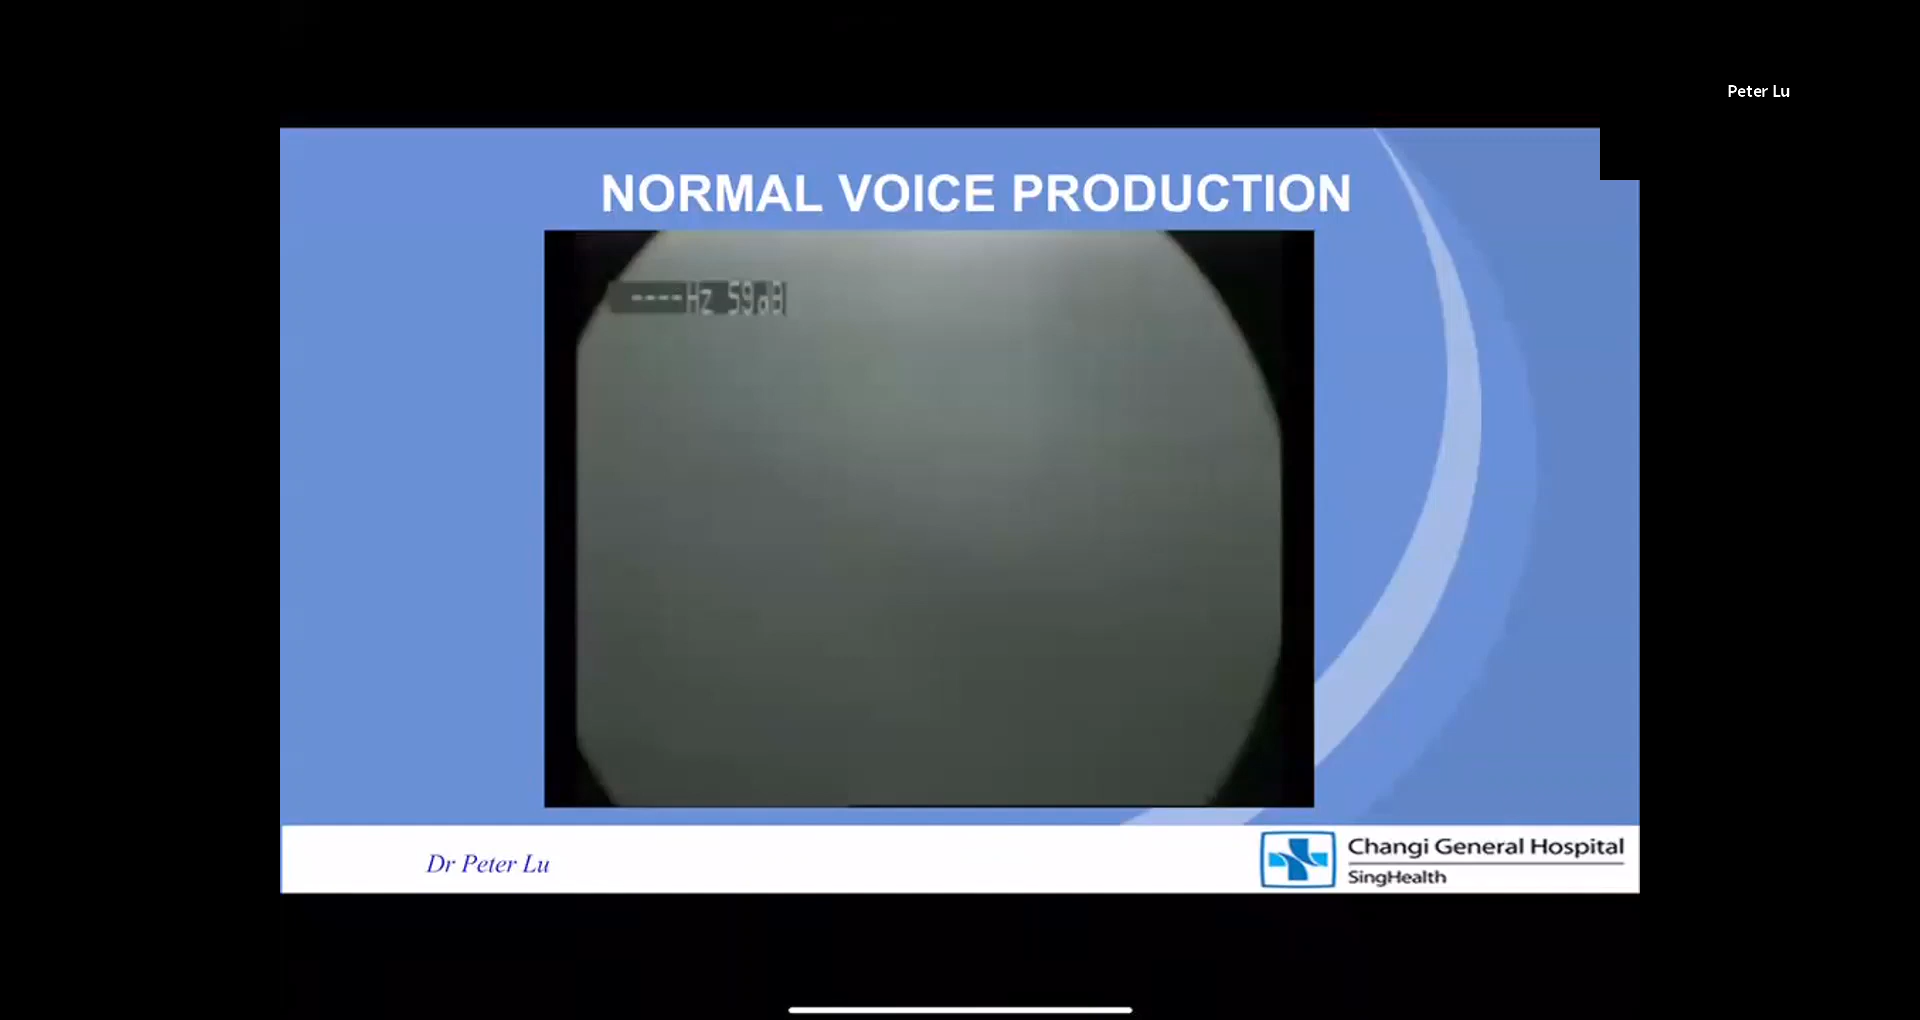 Peter Lu
NORMAL VOICE PRODUCTION
----Hz 59dB
Dr Peter Lu
Changi General Hospital
SingHealth